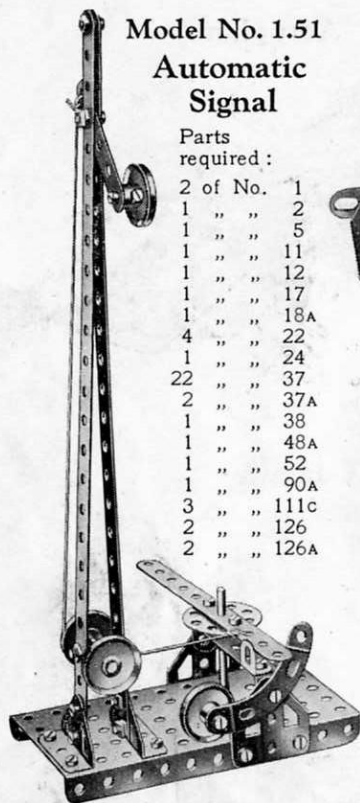 Model No. 1.51
Automatic
Signal
Parts
required :
2 of No. 1
1 „ „ 2
1 „ „ 5
1 „ „ 11
1 „ „ 12
1 „ „ 17
1 „ „ 18A
4 „ „ 22
1 „ „ 24
22 „ „ 37
2 „ „ 37A
1 „ „ 38
1 „ „ 48A
1 „ „ 52
1 „ „ 90A
3 „ „ 111C
2 „ „ 126
2 „ „ 126A